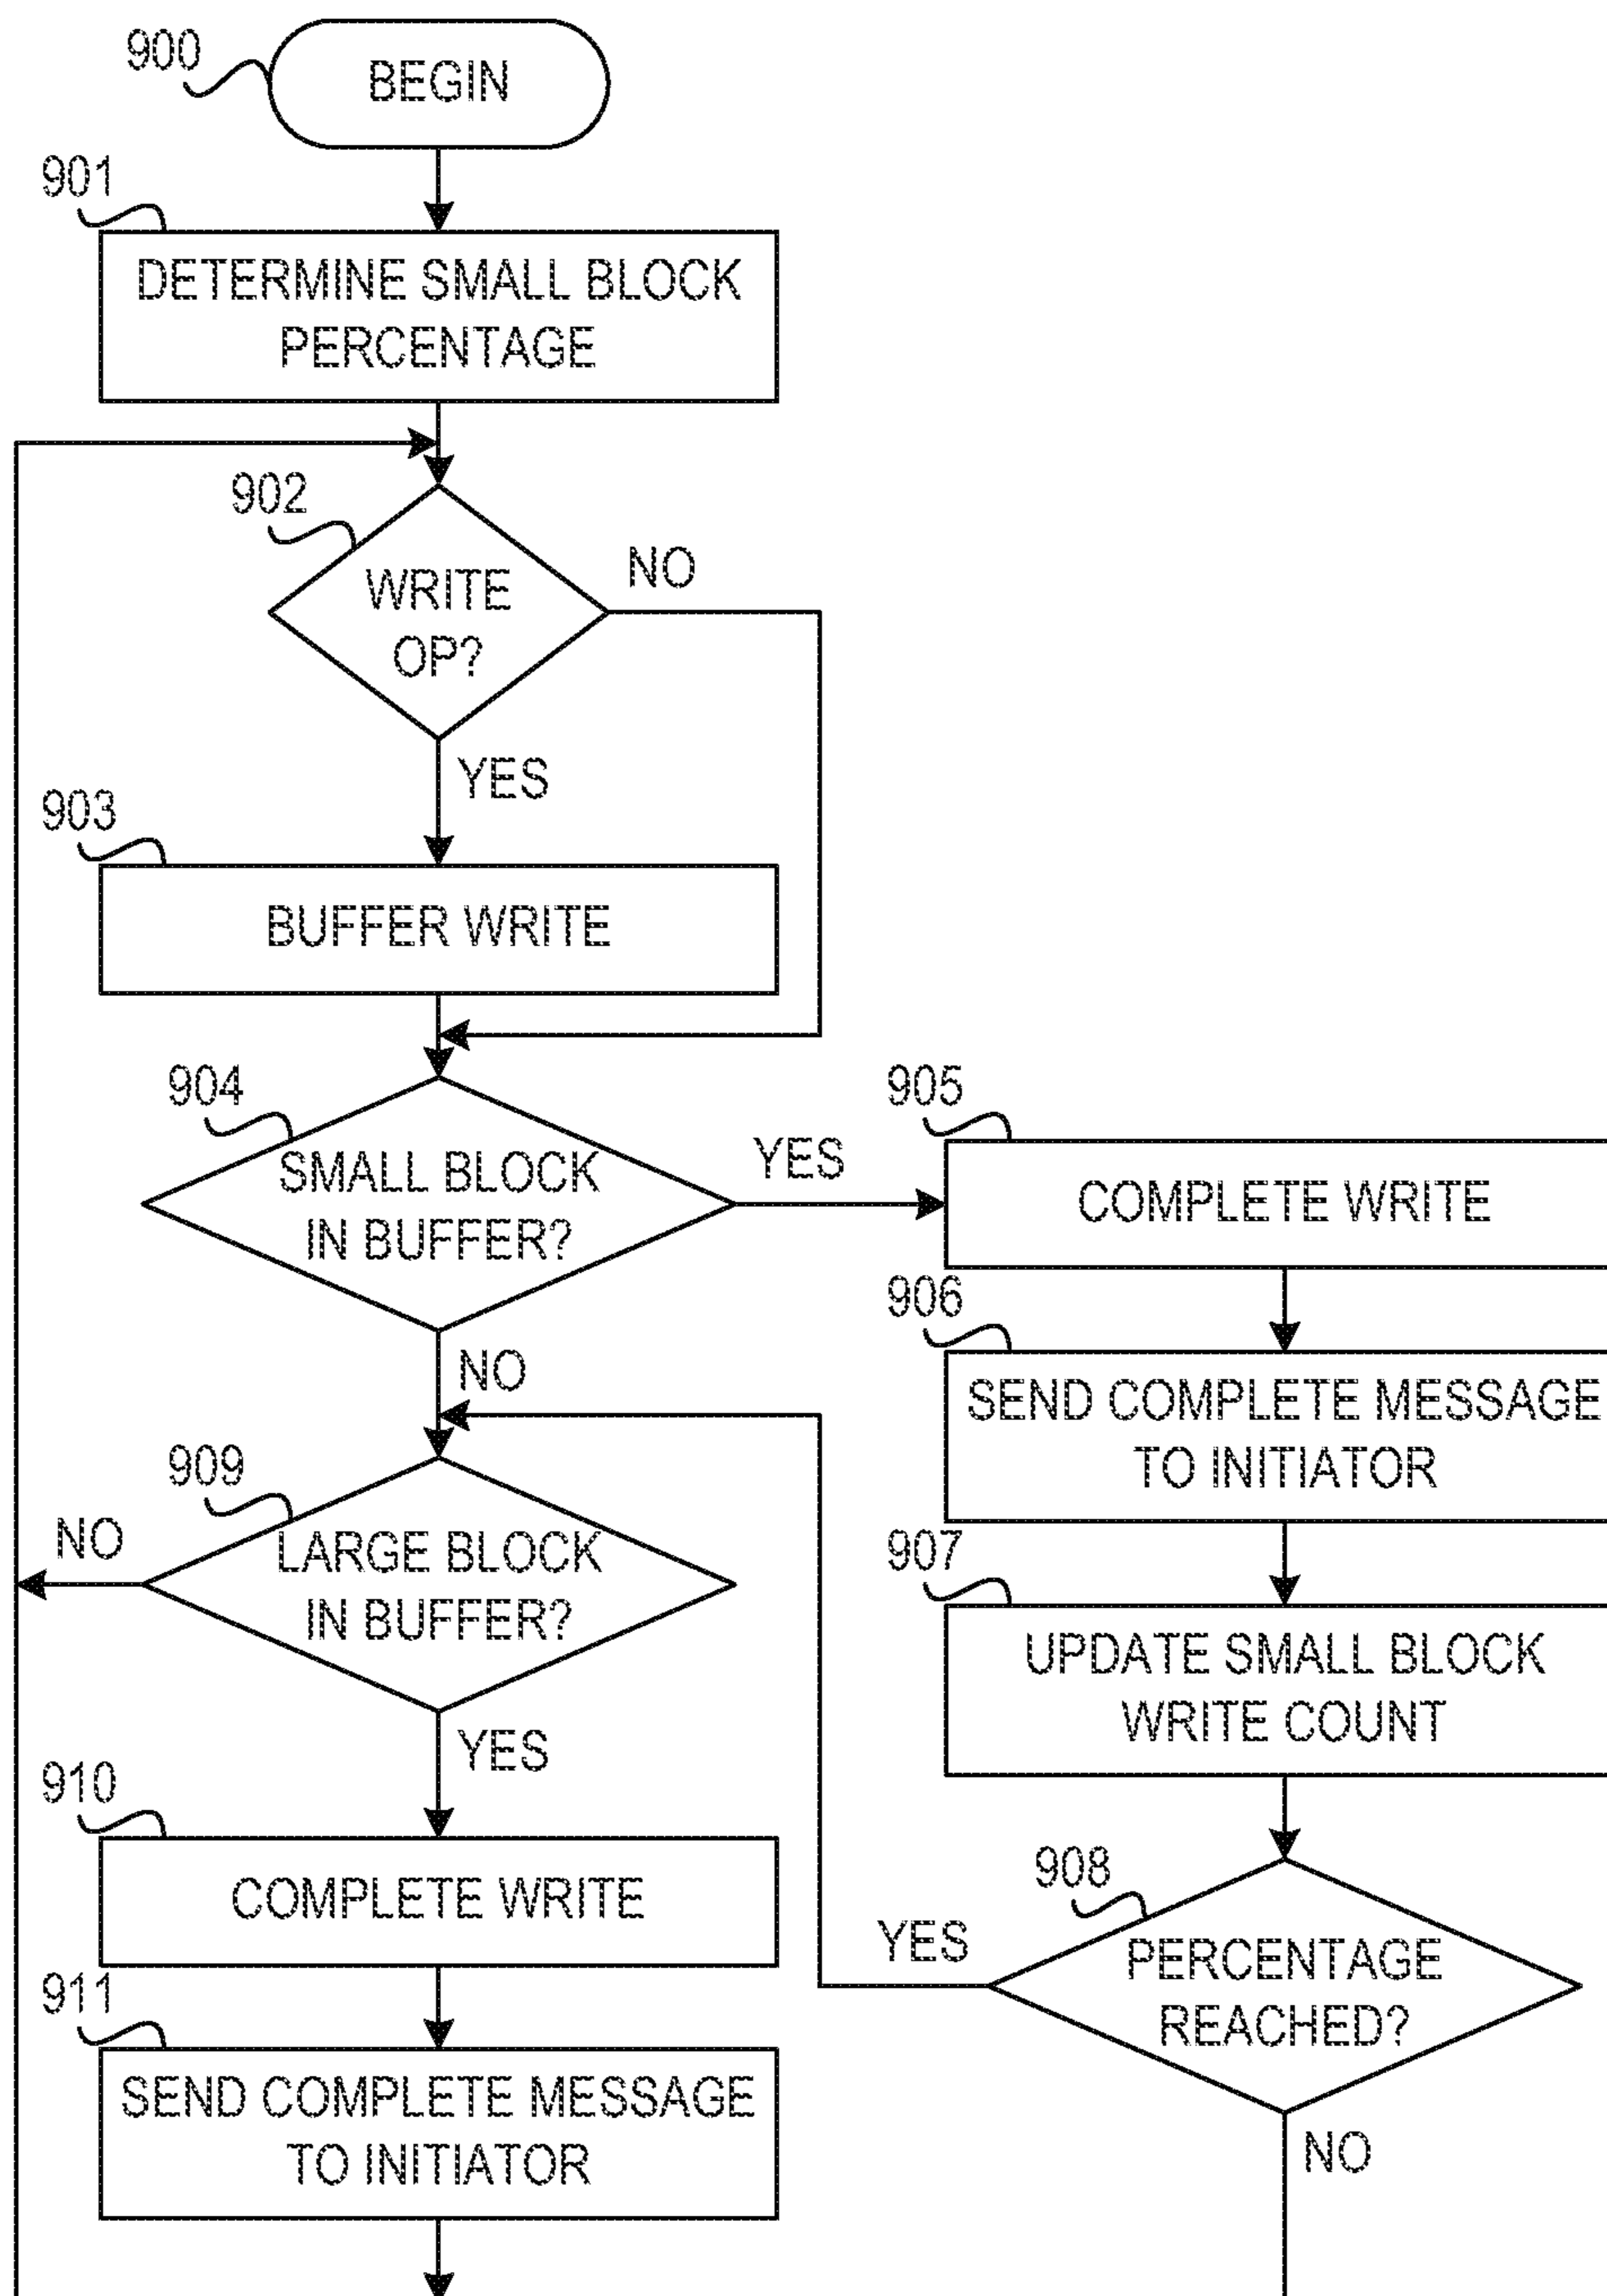 900
BEGIN
901
DETERMINE SMALL BLOCK
PERCENTAGE
902
WRITE
OP?
NO
YES
903
BUFFER WRITE
904
SMALL BLOCK
IN BUFFER?
YES
NO
905
COMPLETE WRITE
906
SEND COMPLETE MESSAGE
TO INITIATOR
907
UPDATE SMALL BLOCK
WRITE COUNT
908
PERCENTAGE
REACHED?
YES
NO
909
LARGE BLOCK
IN BUFFER?
NO
YES
910
COMPLETE WRITE
911
SEND COMPLETE MESSAGE
TO INITIATOR